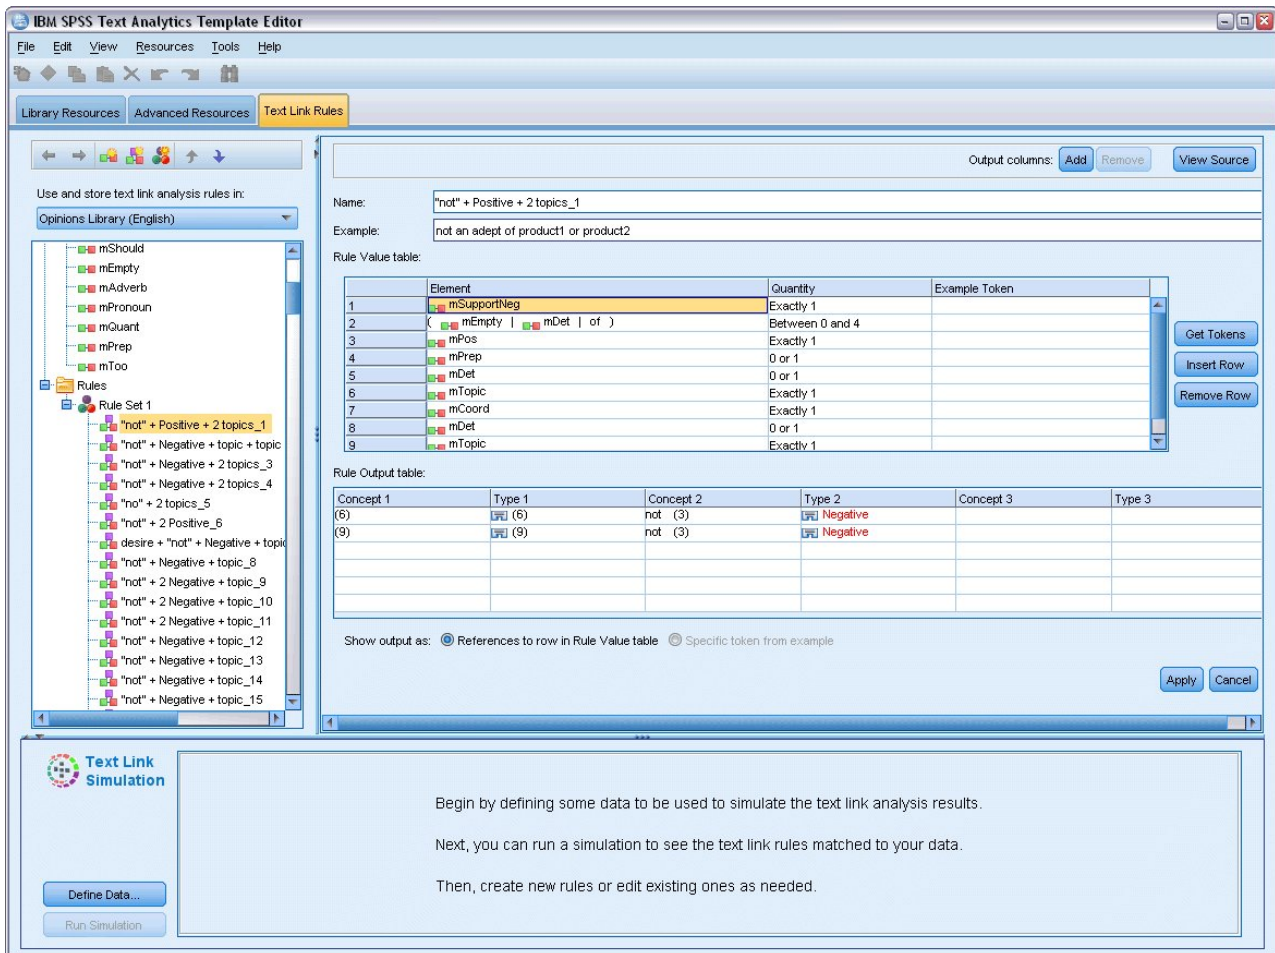 IBM SPSS Text Analytics Template Editor
File Edit View Resources Tools Help
Library Resources Advanced Resources Text Link Rules
Output columns: Add Remove View Source
Use and store text link analysis rules in:
Opinions Library (English)
mShould
mEmpty
mAdverb
mPronoun
mQuant
mPrep
mToo
Rules
Rule Set 1
"not" + Positive + 2 topics_1
"not" + Negative + topic + topic
"not" + Negative + 2 topics_3
"not" + Negative + 2 topics_4
"no" + 2 topics_5
"not" + 2 Positive_6
desire + "not" + Negative + topic
"not" + Negative + topic_8
"not" + 2 Negative + topic_9
"not" + 2 Negative + topic_10
"not" + 2 Negative + topic_11
"not" + Negative + topic_12
"not" + Negative + topic_13
"not" + Negative + topic_14
"not" + Negative + topic_15
Name: "not" + Positive + 2 topics_1
Example: not an adept of product1 or product2
Rule Value table:
Element Quantity Example Token
1 mSupportNeg Exactly 1
2 ( mEmpty | mDet | of ) Between 0 and 4
3 mPos Exactly 1
4 mPrep 0 or 1
5 mDet 0 or 1
6 mTopic Exactly 1
7 mCoord Exactly 1
8 mDet 0 or 1
9 mTopic Exactly 1
Get Tokens
Insert Row
Remove Row
Rule Output table:
Concept 1 Type 1 Concept 2 Type 2 Concept 3 Type 3
(6) (6) not (3) Negative
(9) (9) not (3) Negative
Show output as: References to row in Rule Value table Specific token from example
Apply Cancel
Text Link
Simulation
Begin by defining some data to be used to simulate the text link analysis results.
Next, you can run a simulation to see the text link rules matched to your data.
Then, create new rules or edit existing ones as needed.
Define Data...
Run Simulation